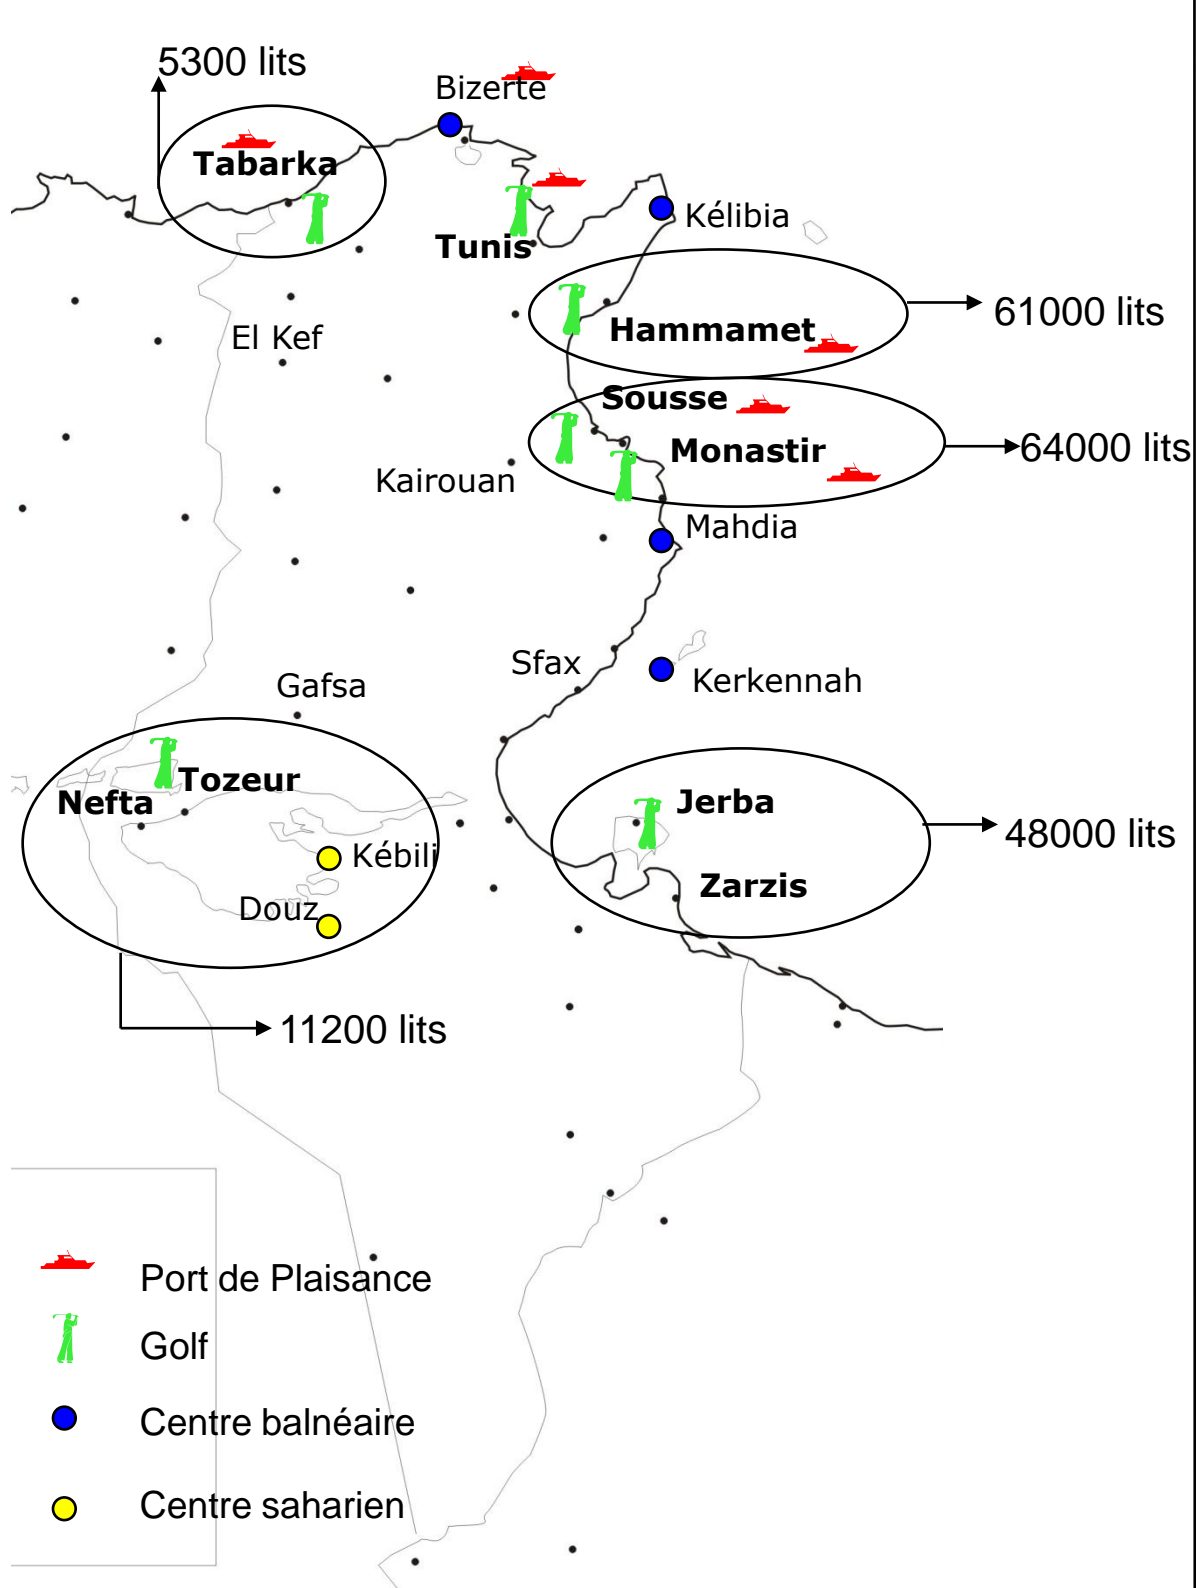 5300 lits
Bizerte
Tabarka
Kélibia
Tunis
61000 lits
Hammamet
El Kef
Sousse
Monastir
64000 lits
Kairouan
Mahdia
Sfax
Kerkennah
Gafsa
Tozeur
Nefta
Jerba
48000 lits
Kébili
Zarzis
Douz
11200 lits
Port de Plaisance
Golf
Centre balnéaire
Centre saharien